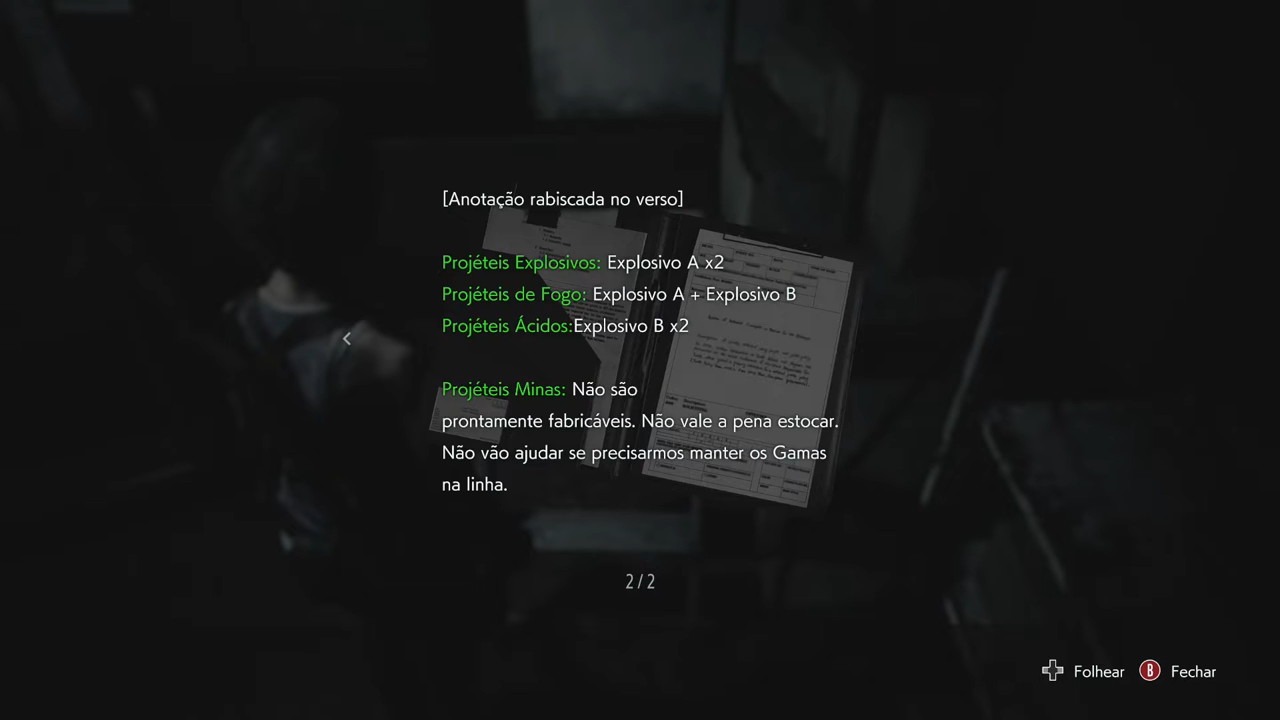 [Anotação rabiscada no verso]
Projéteis Explosivos: Explosivo A x2
Projéteis de Fogo: Explosivo A + Explosivo B
Projéteis Ácidos:Explosivo B x2
Projéteis Minas: Não são
prontamente fabricáveis. Não vale a pena estocar.
Não vão ajudar se precisarmos manter os Gamas
na linha.
2 / 2
B
Folhear
Fechar